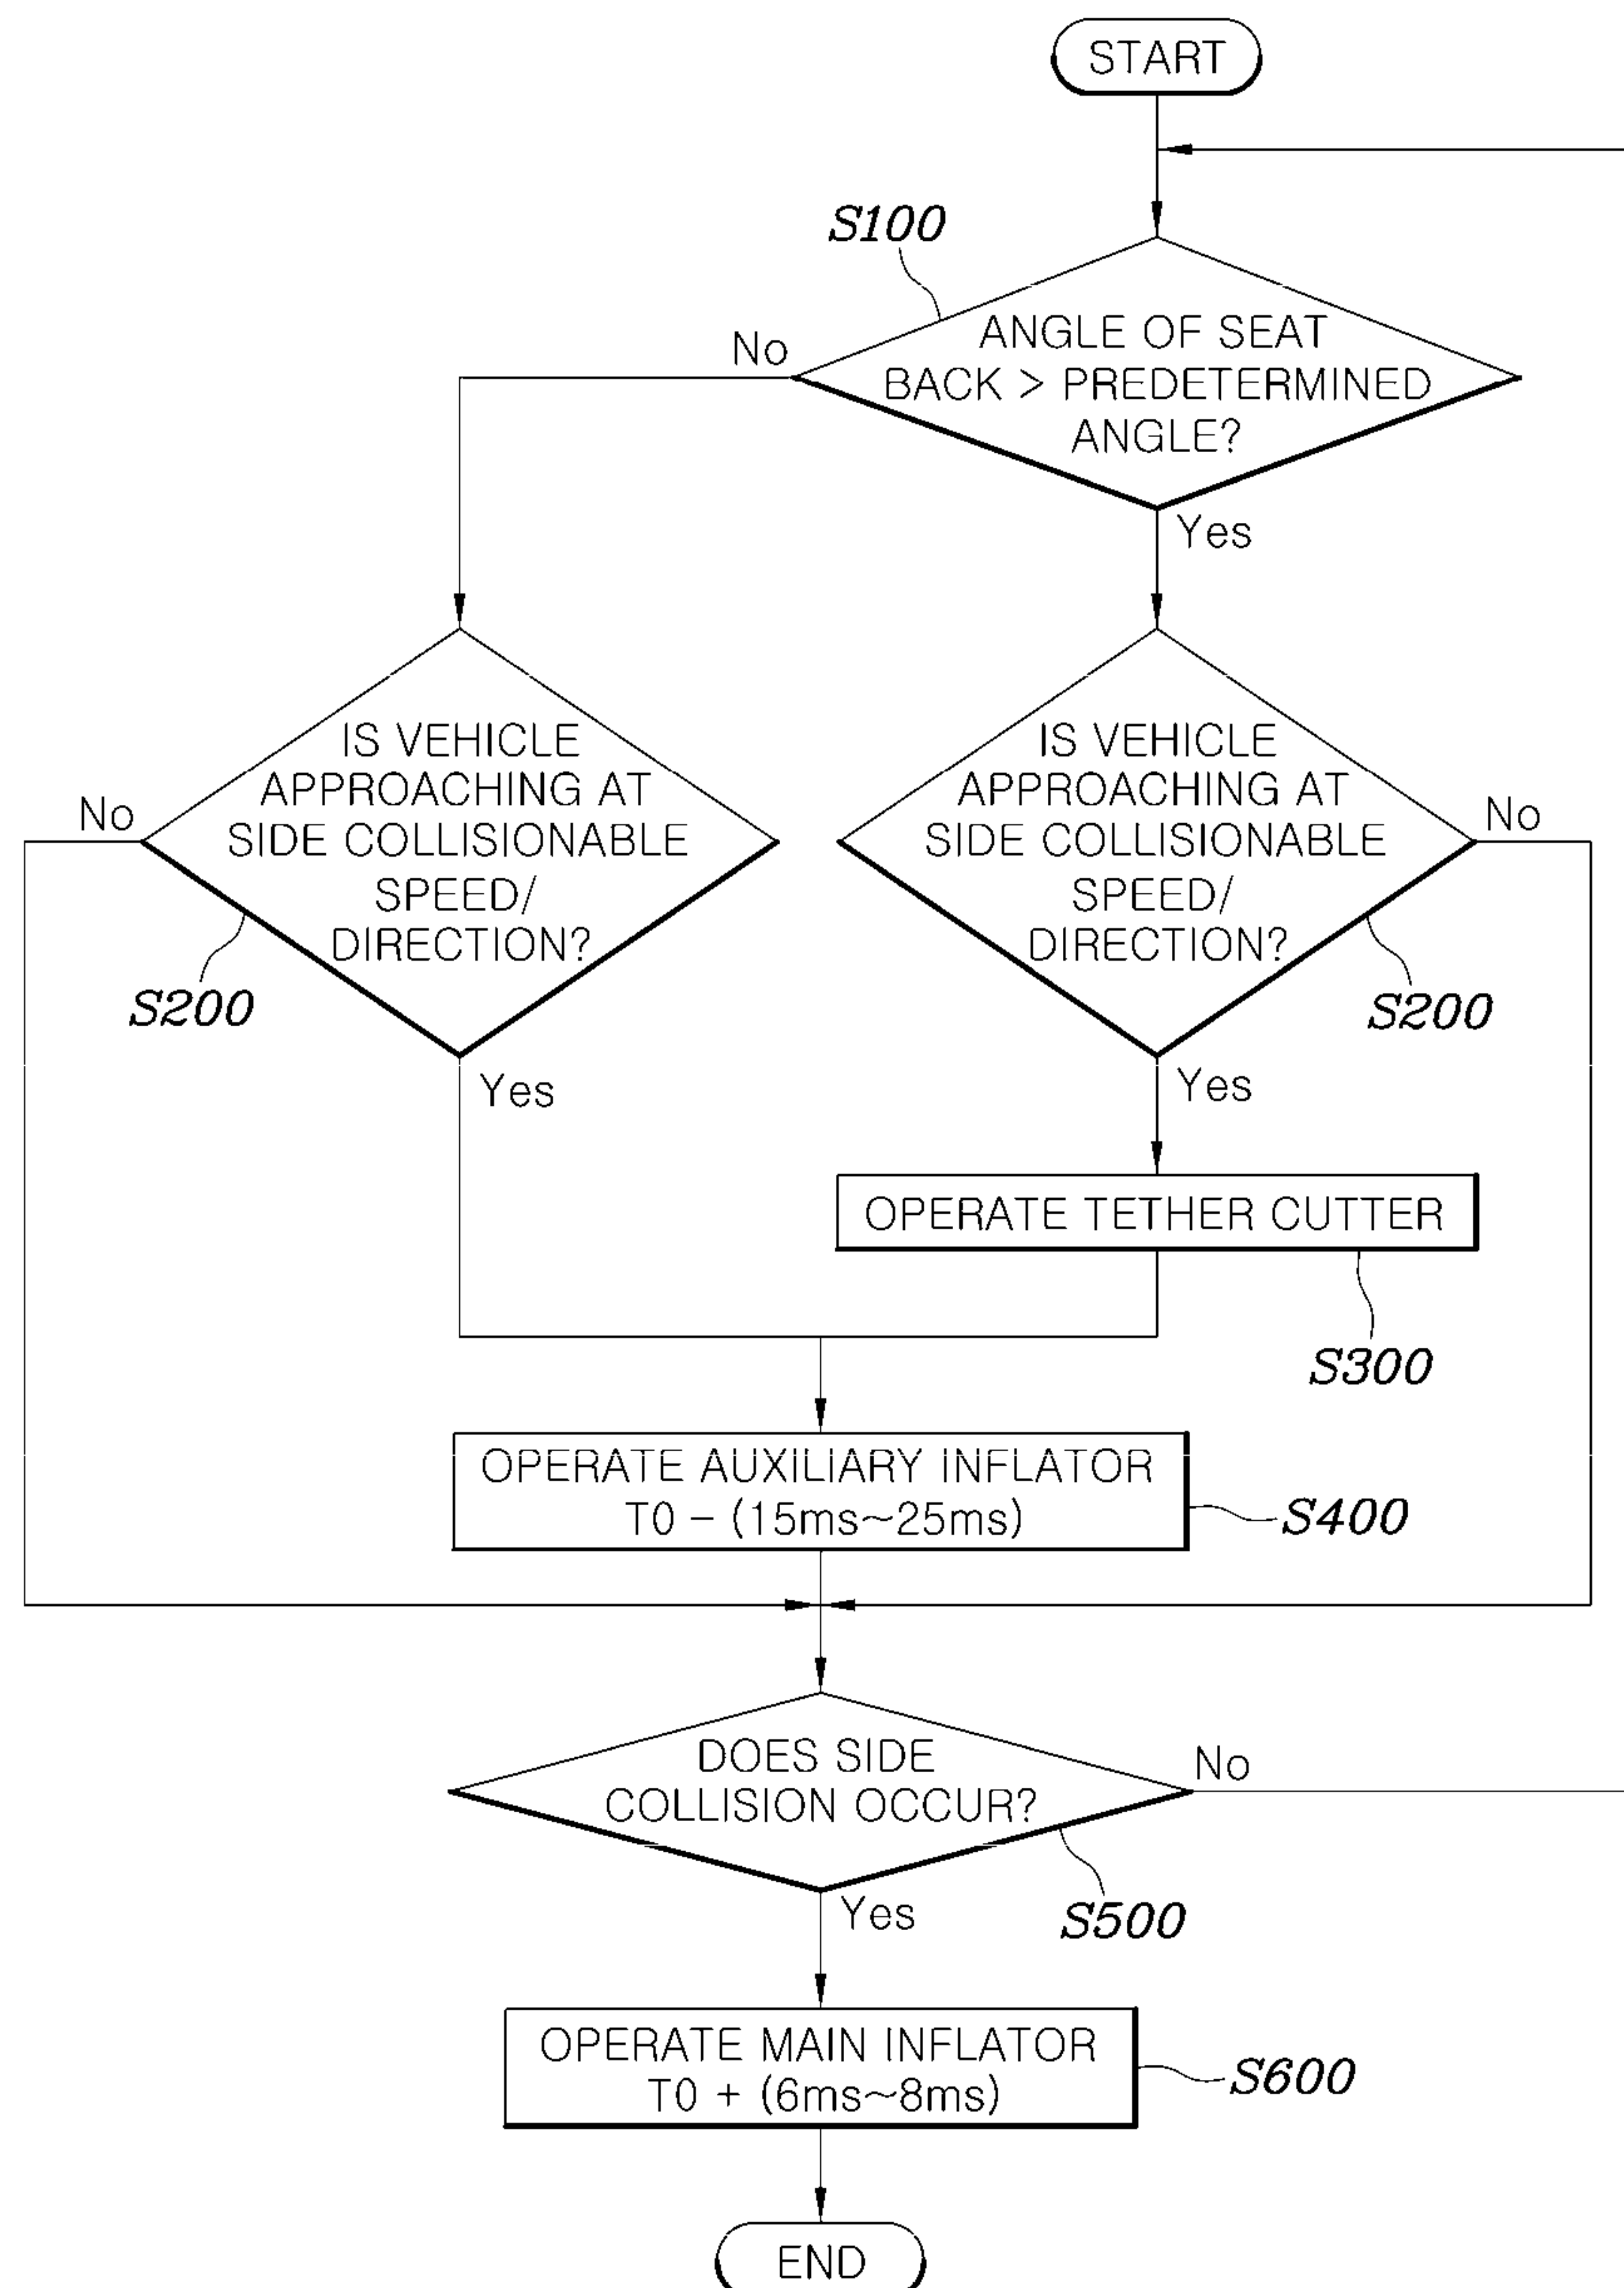 START
S100
No
ANGLE OF SEAT
BACK > PREDETERMINED
ANGLE?
Yes
IS VEHICLE
APPROACHING AT
SIDE COLLISIONABLE
SPEED/
DIRECTION?
No
S200
Yes
IS VEHICLE
APPROACHING AT
SIDE COLLISIONABLE
SPEED/
DIRECTION?
No
S200
Yes
OPERATE TETHER CUTTER
S300
OPERATE AUXILIARY INFLATOR
T0 − (15ms~25ms)
S400
DOES SIDE
COLLISION OCCUR?
No
S500
Yes
OPERATE MAIN INFLATOR
T0 + (6ms~8ms)
S600
END